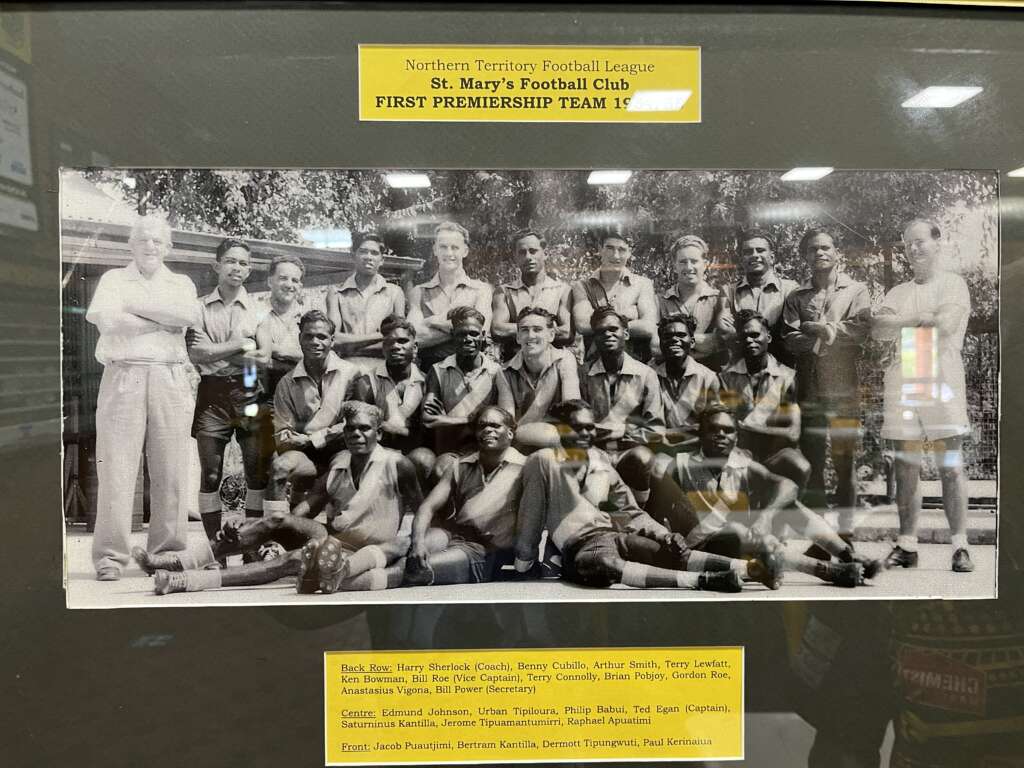 Northern Territory Football League
St. Mary's Football Club
FIRST PREMIERSHIP TEAM
Back Row: Harry Sherlock (Coach), Benny Cubillo, Arthur Smith, Terry Lewfatt,
Ken Bowman, Bill Roe (Vice Captain), Terry Connolly, Brian Pobjoy, Gordon Roe,
Anastasius Vigona, Bill Power (Secretary)
Centre: Edmund Johnson, Urban Tipiloura, Philip Babui, Ted Egan (Captain),
Saturninus Kantilla, Jerome Tipuamantumirri, Raphael Apuatimi
Front: Jacob Puautjimi, Bertram Kantilla, Dermott Tipungwuti, Paul Kerinaiua